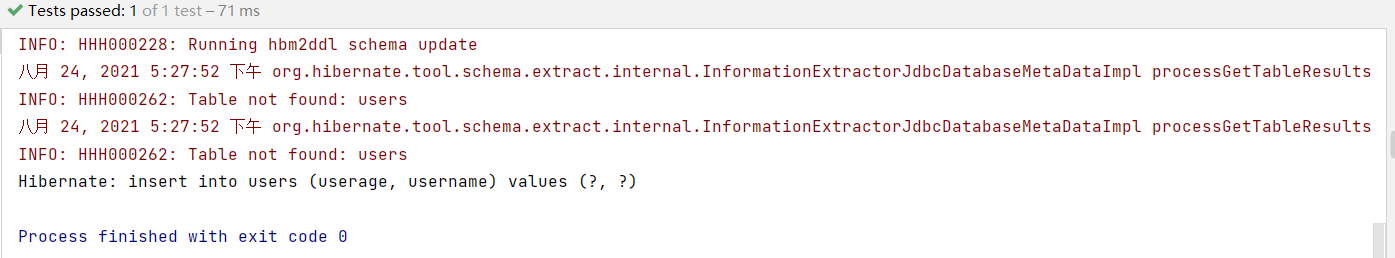 Tests passed: 1 of 1 test – 71 ms
INFO: HHH000228: Running hbm2ddl schema update
八月 24, 2021 5:27:52 下午 org.hibernate.tool.schema.extract.internal.InformationExtractorJdbcDatabaseMetaDataImpl processGetTableResults
INFO: HHH000262: Table not found: users
八月 24, 2021 5:27:52 下午 org.hibernate.tool.schema.extract.internal.InformationExtractorJdbcDatabaseMetaDataImpl processGetTableResults
INFO: HHH000262: Table not found: users
Hibernate: insert into users (userage, username) values (?, ?)
Process finished with exit code 0